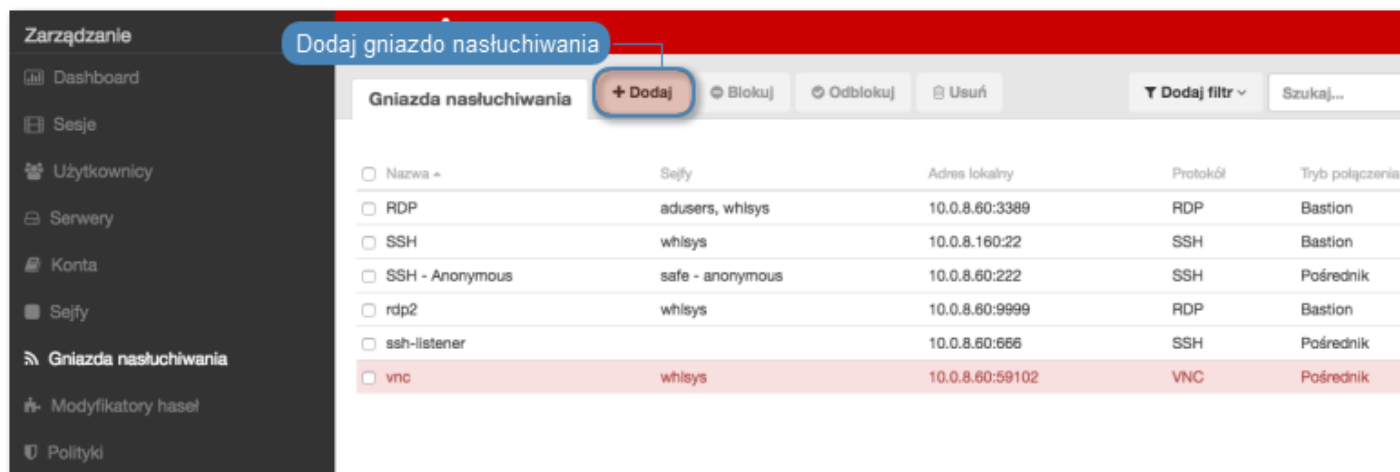 Zarządzanie
Dodaj gniazdo nasłuchiwania
Dashboard
Sesje
Użytkownicy
Serwery
Konta
Sejfy
Gniazda nasłuchiwania
Modyfikatory haseł
Polityki
Gniazda nasłuchiwania + Dodaj Blokuj Odblokuj Usuń Dodaj filtr Szukaj...
Nazwa Sejfy Adres lokalny Protokół Tryb połączenia
RDP adusers, whlsys 10.0.8.60:3389 RDP Bastion
SSH whlsys 10.0.8.160:22 SSH Bastion
SSH - Anonymous safe - anonymous 10.0.8.60:222 SSH Pośrednik
rdp2 whlsys 10.0.8.60:9999 RDP Bastion
ssh-listener 10.0.8.60:666 SSH Pośrednik
vnc whlsys 10.0.8.60:59102 VNC Pośrednik